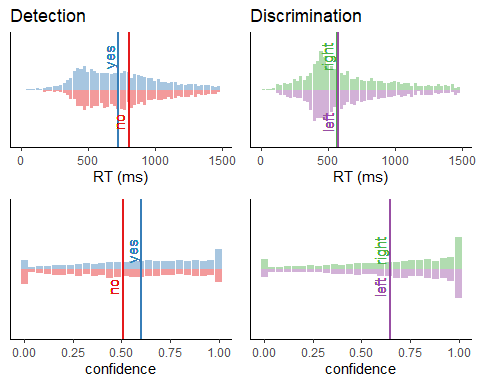 Detection
Discrimination
yes
no
right
left
0
500
1000
1500
RT (ms)
0
500
1000
1500
RT (ms)
yes
no
right
left
0.00
0.25
0.50
0.75
1.00
confidence
0.00
0.25
0.50
0.75
1.00
confidence